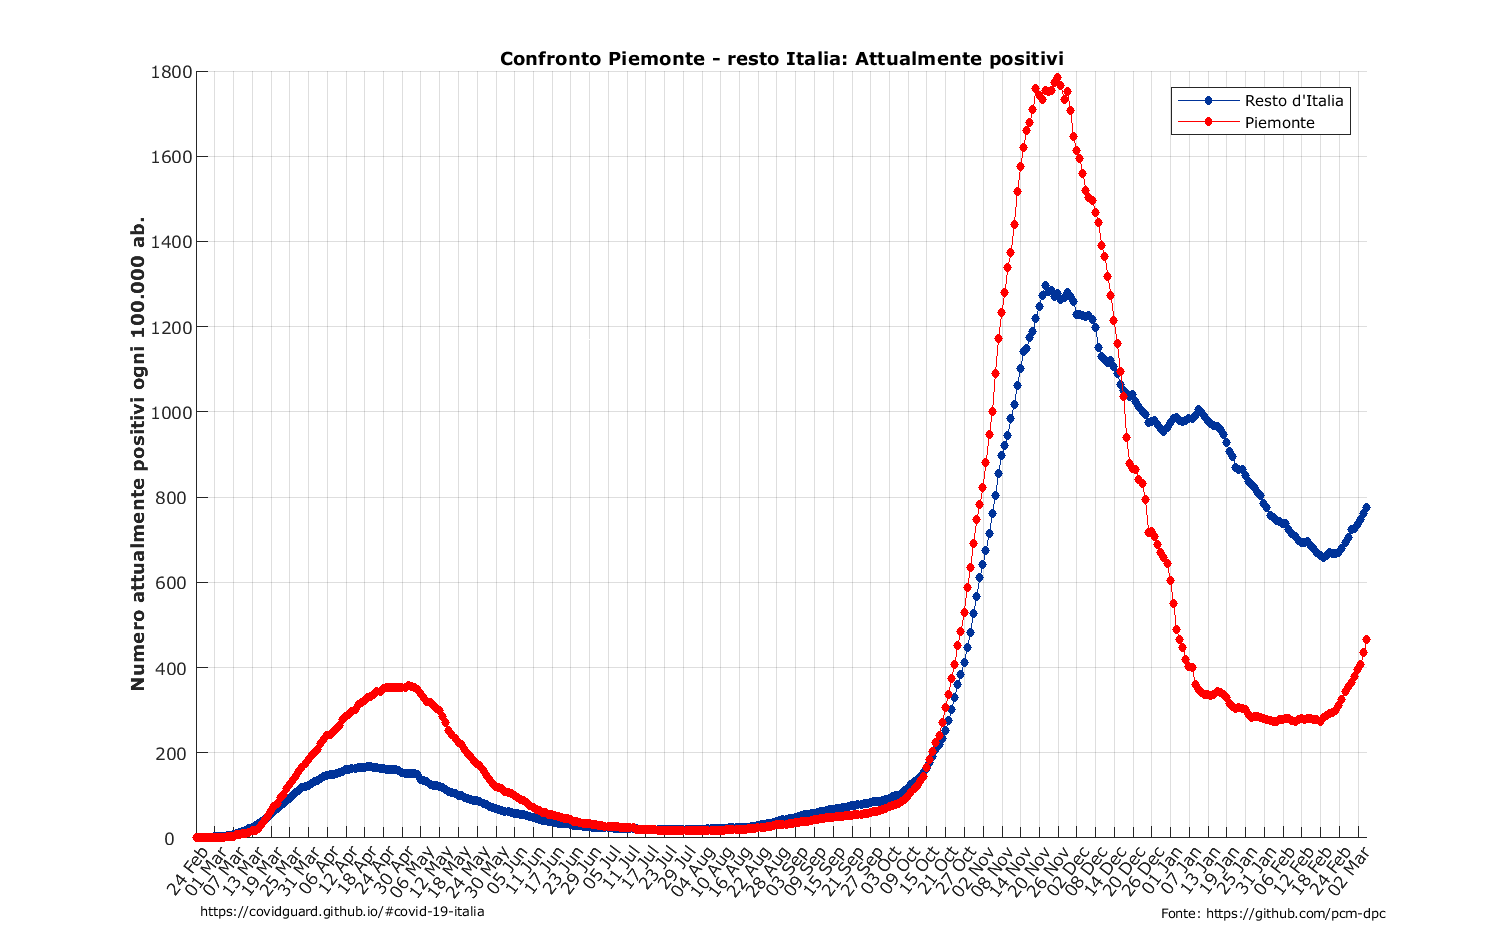 Confronto Piemonte - resto Italia: Attualmente positivi
Resto d'Italia
Piemonte
Numero attualmente positivi ogni 100.000 ab.
1800
1600
1400
1200
1000
800
600
400
200
0
24 Feb
01 Mar
07 Mar
13 Mar
19 Mar
25 Mar
31 Mar
06 Apr
12 Apr
18 Apr
24 Apr
30 Apr
06 May
12 May
18 May
24 May
30 May
05 Jun
11 Jun
17 Jun
23 Jun
29 Jun
05 Jul
11 Jul
17 Jul
23 Jul
29 Jul
04 Aug
10 Aug
16 Aug
22 Aug
28 Aug
03 Sep
09 Sep
15 Sep
21 Sep
27 Sep
03 Oct
09 Oct
15 Oct
21 Oct
27 Oct
02 Nov
08 Nov
14 Nov
20 Nov
26 Nov
02 Dec
08 Dec
14 Dec
20 Dec
26 Dec
01 Jan
07 Jan
13 Jan
19 Jan
25 Jan
31 Jan
06 Feb
12 Feb
18 Feb
24 Feb
02 Mar
https://covidguard.github.io/#covid-19-italia
Fonte: https://github.com/pcm-dpc